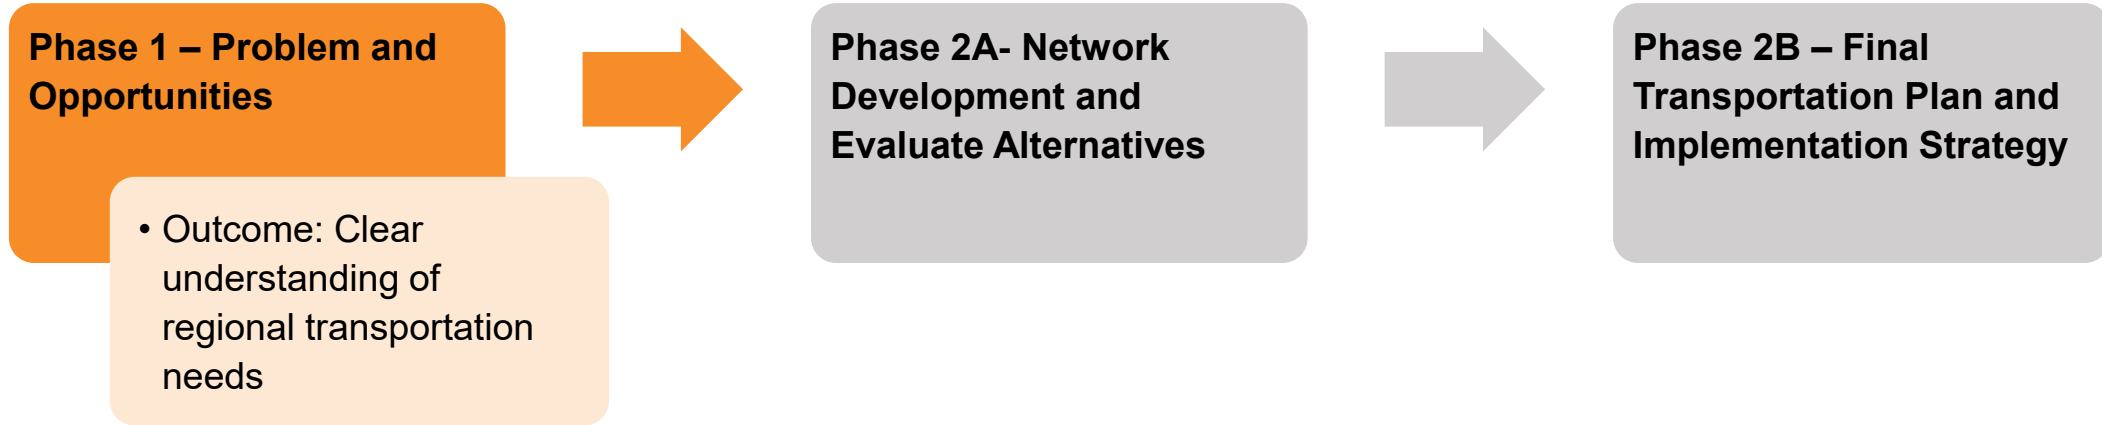 Phase 1 – Problem and
Opportunities
• Outcome: Clear
understanding of
regional transportation
needs
Phase 2A- Network
Development and
Evaluate Alternatives
Phase 2B – Final
Transportation Plan and
Implementation Strategy